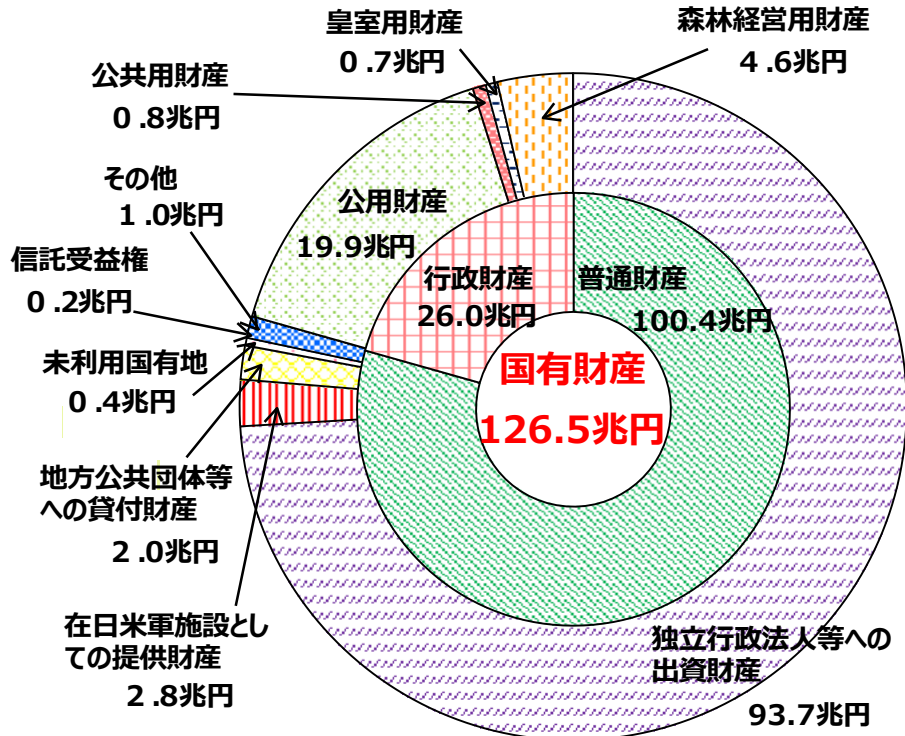 皇室用財産
0.7兆円
森林経営用財産
4.6兆円
公共用財産
0.8兆円
その他
1.0兆円
公用財産
19.9兆円
信託受益権
0.2兆円
行政財産
26.0兆円
普通財産
100.4兆円
未利用国有地
0.4兆円
国有財産
126.5兆円
地方公共団体等
への貸付財産
2.0兆円
在日米軍施設とし
ての提供財産
2.8兆円
独立行政法人等への
出資財産
93.7兆円